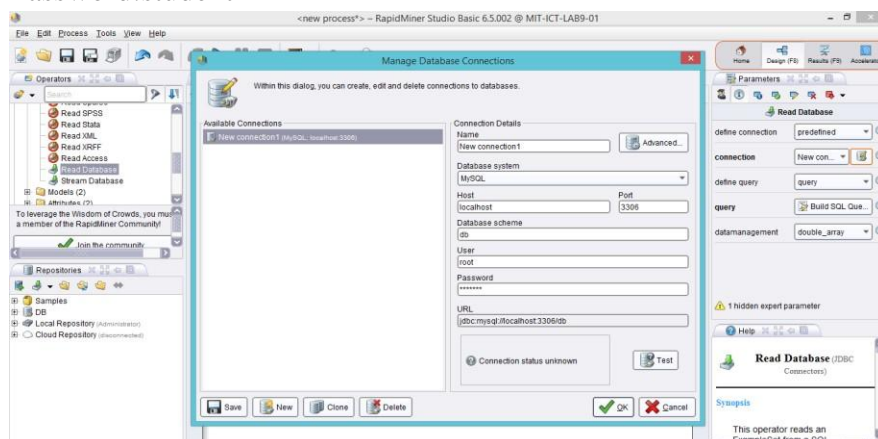 <new process*> – RapidMiner Studio Basic 6.5.002 @ MIT-ICT-LAB9-01
File Edit Process Tools View Help
Home
Design (F8)
Results (F9)
Operators
Search
Read SPSS
Read Stata
Read XML
Read XRFF
Read Access
Read Database
Stream Database
Models (2)
Attributes (2)
To leverage the Wisdom of Crowds, you must
a member of the RapidMiner Community!
Join the community
Repositories
Samples
DB
Local Repository (Administrator)
Cloud Repository (disconnected)
Manage Database Connections
Within this dialog, you can create, edit and delete connections to databases.
Available Connections
New connection1 (MySQL; localhost:3306)
Save
New
Clone
Delete
Connection Details
Name
New connection1
Advanced...
Database system
MySQL
Host
Port
localhost
3306
Database scheme
db
User
root
Password
*******
URL
jdbc:mysql://localhost:3306/db
Connection status unknown
Test
OK
Cancel
Parameters
Read Database
define connection
predefined
connection
New con...
define query
query
query
Build SQL Que...
datamanagement
double_array
1 hidden expert parameter
Help
Read Database (JDBC
Connectors)
Synopsis
This operator reads an